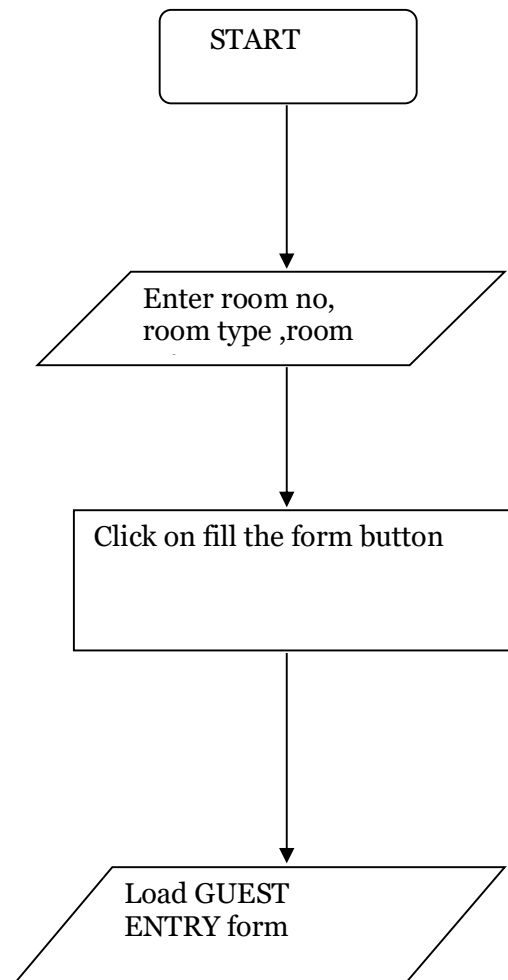 START
Enter room no,
room type ,room
Click on fill the form button
Load GUEST
ENTRY form